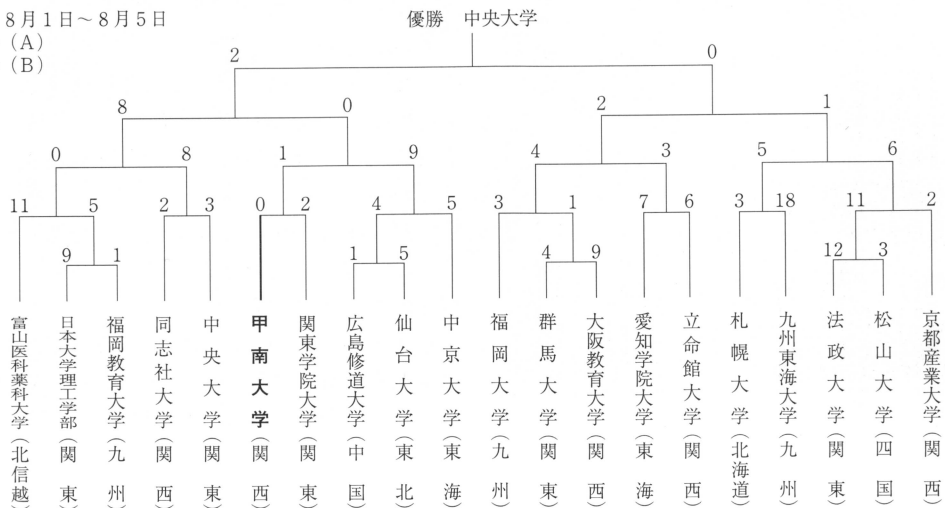 8月1日～8月5日
優勝 中央大学
(A)
(B)
2 0
8 0 2 1
0 8 1 9 4 3 5 6
11 5 2 3 0 2 4 5 3 1 7 6 3 18 11 2
9 1 1 5 4 9 12 3
富山医科薬科大学(北信越)
日本大学理工学部(関東)
福岡教育大学(九州)
同志社大学(関西)
中央大学(関東)
甲南大学(関西)
関東学院大学(関東)
広島修道大学(中国)
仙台大学(東北)
中京大学(東海)
福岡大学(九州)
群馬大学(関東)
大阪教育大学(関西)
愛知学院大学(東海)
立命館大学(関西)
札幌大学(北海道)
九州東海大学(九州)
法政大学(関東)
松山大学(四国)
京都産業大学(関西)